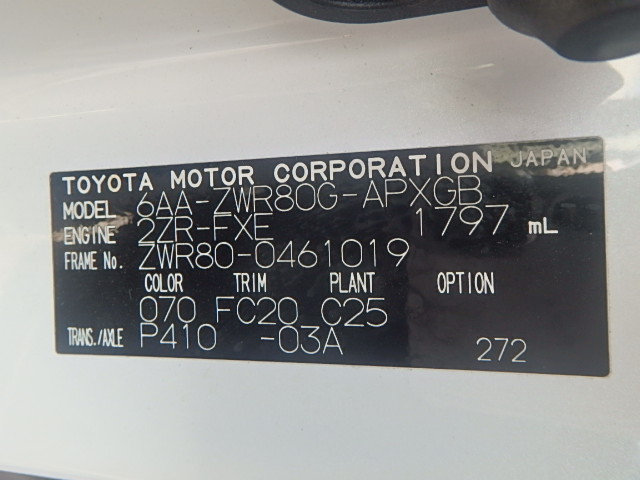 TOYOTA MOTOR CORPORATION JAPAN
MODEL 6AA-ZWR80G-APXGB
ENGINE 2ZR-FXE 1797 mL
FRAME No. ZWR80-0461019
COLOR TRIM PLANT OPTION
070 FC20 C25
TRANS./AXLE P410 -03A 272